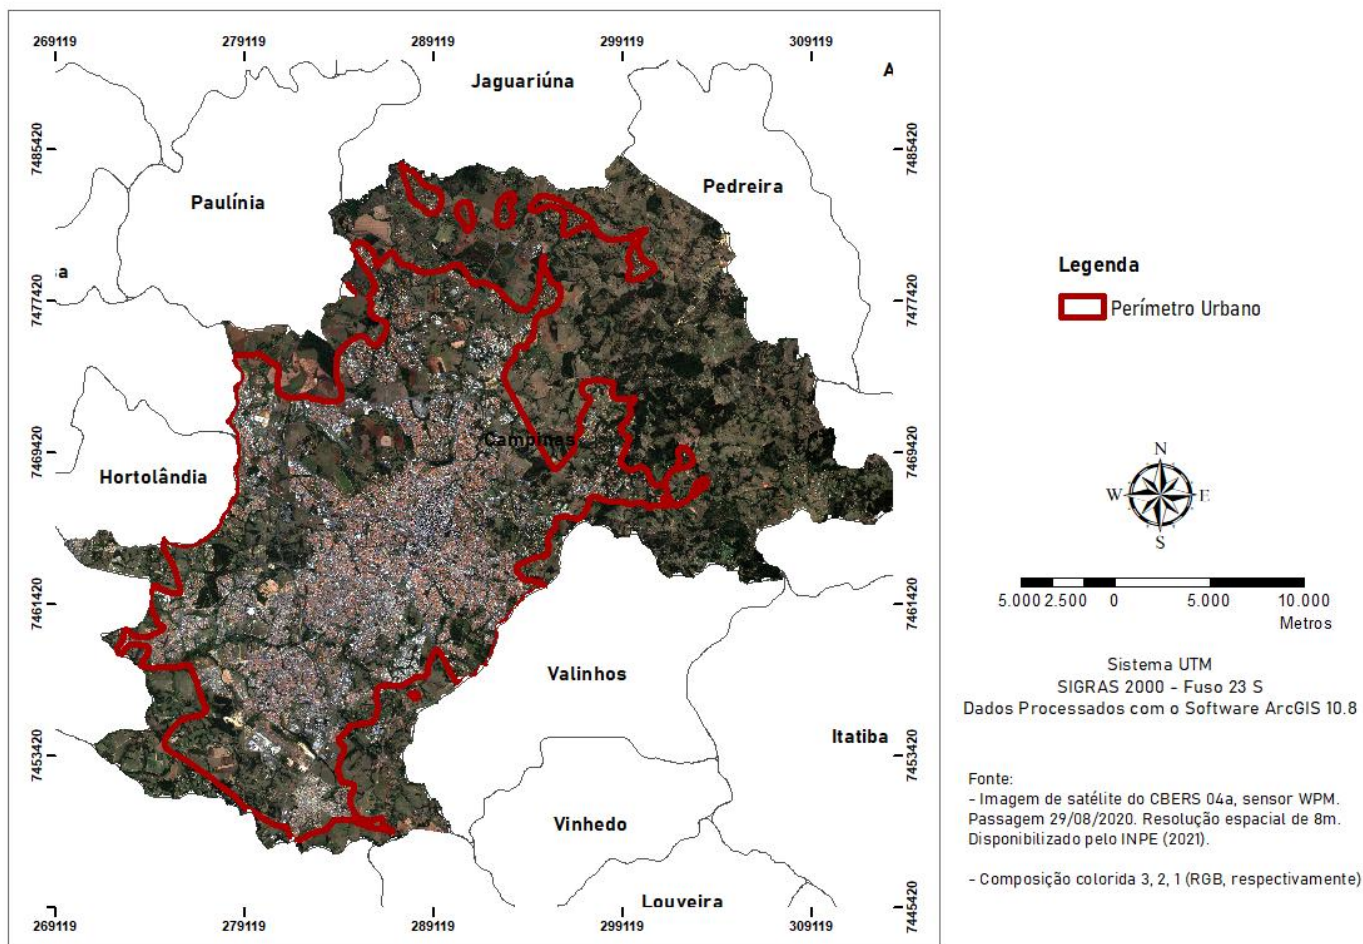 269119 279119 289119 299119 309119
A
Jaguariúna
7485420 7485420
Pedreira
Paulínia
sa
7477420 7477420
Campinas
7469420 7469420
Hortolândia
7461420 7461420
Valinhos
Itatiba
7453420 7453420
Vinhedo
Louveira
7445420 7445420
269119 279119 289119 299119 309119
Legenda
Perímetro Urbano
N
W E
S
5.000 2.500 0 5.000 10.000
Metros
Sistema UTM
SIGRAS 2000 - Fuso 23 S
Dados Processados com o Software ArcGIS 10.8
Fonte:
- Imagem de satélite do CBERS 04a, sensor WPM.
Passagem 29/08/2020. Resolução espacial de 8m.
Disponibilizado pelo INPE (2021).
- Composição colorida 3, 2, 1 (RGB, respectivamente)